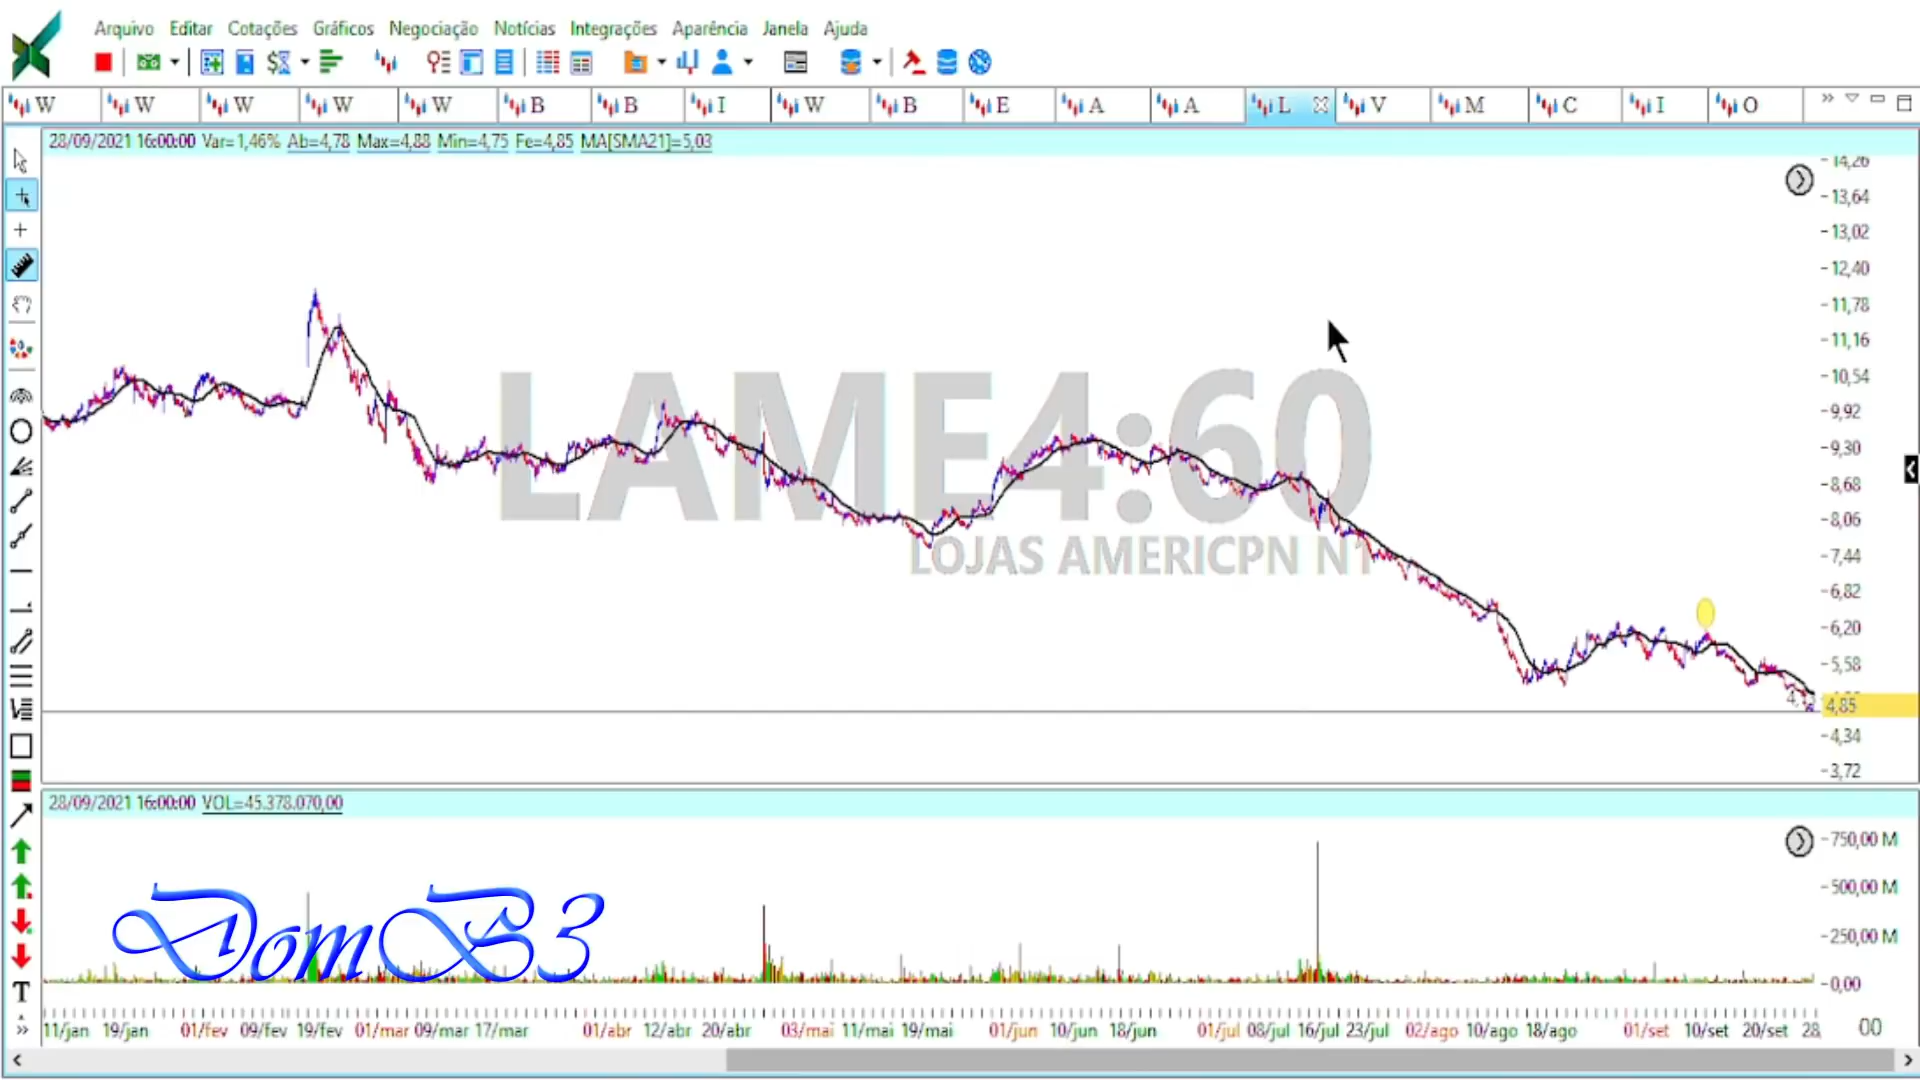 Arquivo Editar Cotações Gráficos Negociação Notícias Integrações Aparência Janela Ajuda
W W W W W B B I W B E A A L V M C I O
28/09/2021 16:00:00 Var=1,46% Ab=4,78 Max=4,88 Min=4,75 Fe=4,85 MA[SMA21]=5,03
14,26
13,64
13,02
12,40
11,78
11,16
10,54
9,92
9,30
8,68
8,06
7,44
6,82
6,20
5,58
4,85
4,34
3,72
LAME4:60
LOJAS AMERICPN N1
28/09/2021 16:00:00 VOL=45.378.070,00
750,00 M
500,00 M
250,00 M
0,00
DomB3
T
11/jan 19/jan 01/fev 09/fev 19/fev 01/mar 09/mar 17/mar 01/abr 12/abr 20/abr 03/mai 11/mai 19/mai 01/jun 10/jun 18/jun 01/jul 08/jul 16/jul 23/jul 02/ago 10/ago 18/ago 01/set 10/set 20/set 28 00